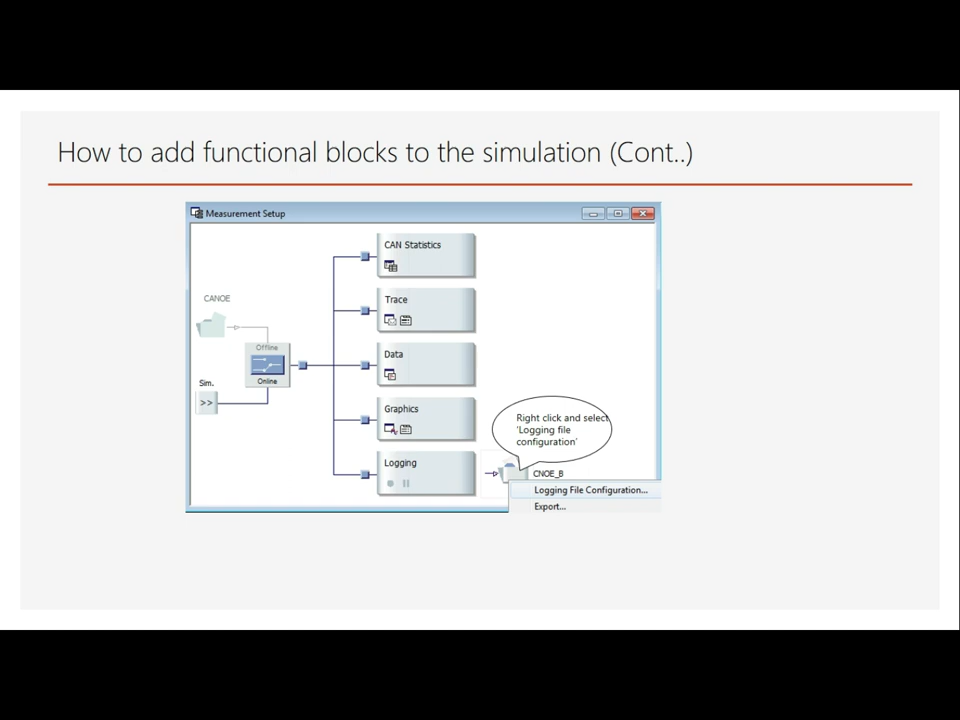 How to add functional blocks to the simulation (Cont..)
Measurement Setup
CAN Statistics
CANOE
Trace
Offline
Data
Online
Sim.
>>
Graphics
Right click and select
'Logging file
configuration'
Logging
CNOE_B
Logging File Configuration...
Export...